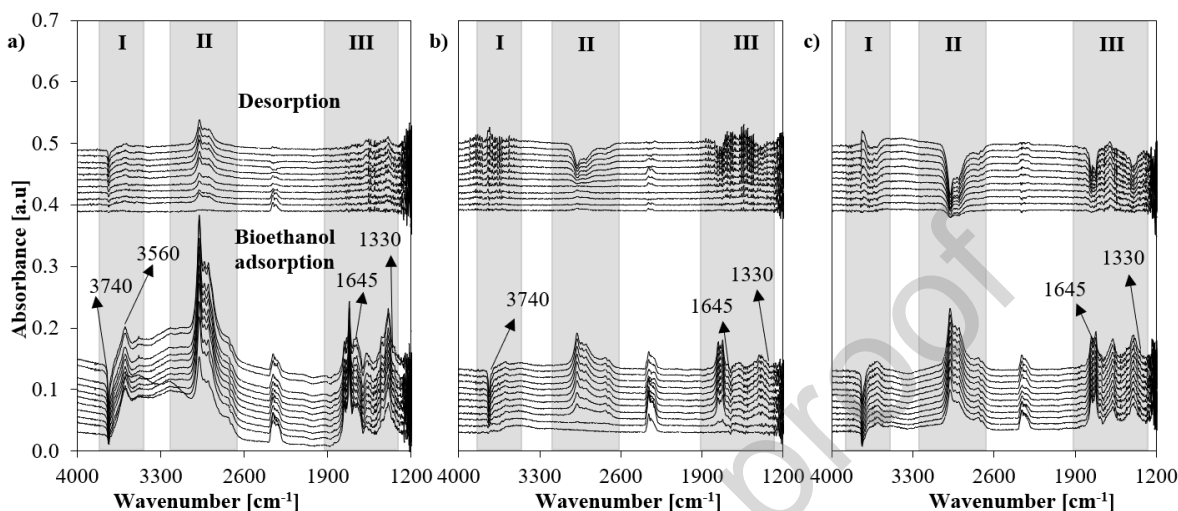 a)
I
II
III
0.7
0.6
0.5
0.4
0.3
0.2
0.1
0.0
Absorbance [a.u]
Desorption
Bioethanol
adsorption
3740
3560
1645
1330
4000
3300
2600
1900
1200
Wavenumber [cm⁻¹]
b)
I
II
III
3740
1645
1330
4000
3300
2600
1900
1200
Wavenumber [cm⁻¹]
c)
I
II
III
1645
1330
4000
3300
2600
1900
1200
Wavenumber [cm⁻¹]
proof